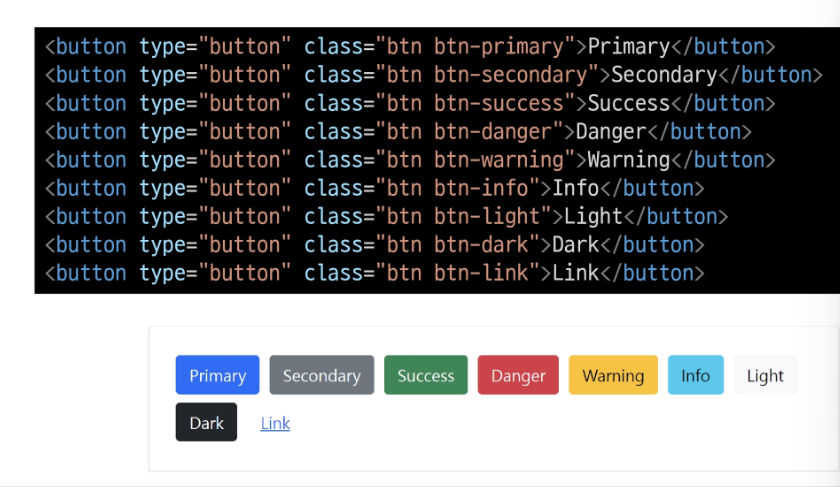 <button type="button" class="btn btn-primary">Primary</button>
<button type="button" class="btn btn-secondary">Secondary</button>
<button type="button" class="btn btn-success">Success</button>
<button type="button" class="btn btn-danger">Danger</button>
<button type="button" class="btn btn-warning">Warning</button>
<button type="button" class="btn btn-info">Info</button>
<button type="button" class="btn btn-light">Light</button>
<button type="button" class="btn btn-dark">Dark</button>
<button type="button" class="btn btn-link">Link</button>
Primary Secondary Success Danger Warning Info Light
Dark Link